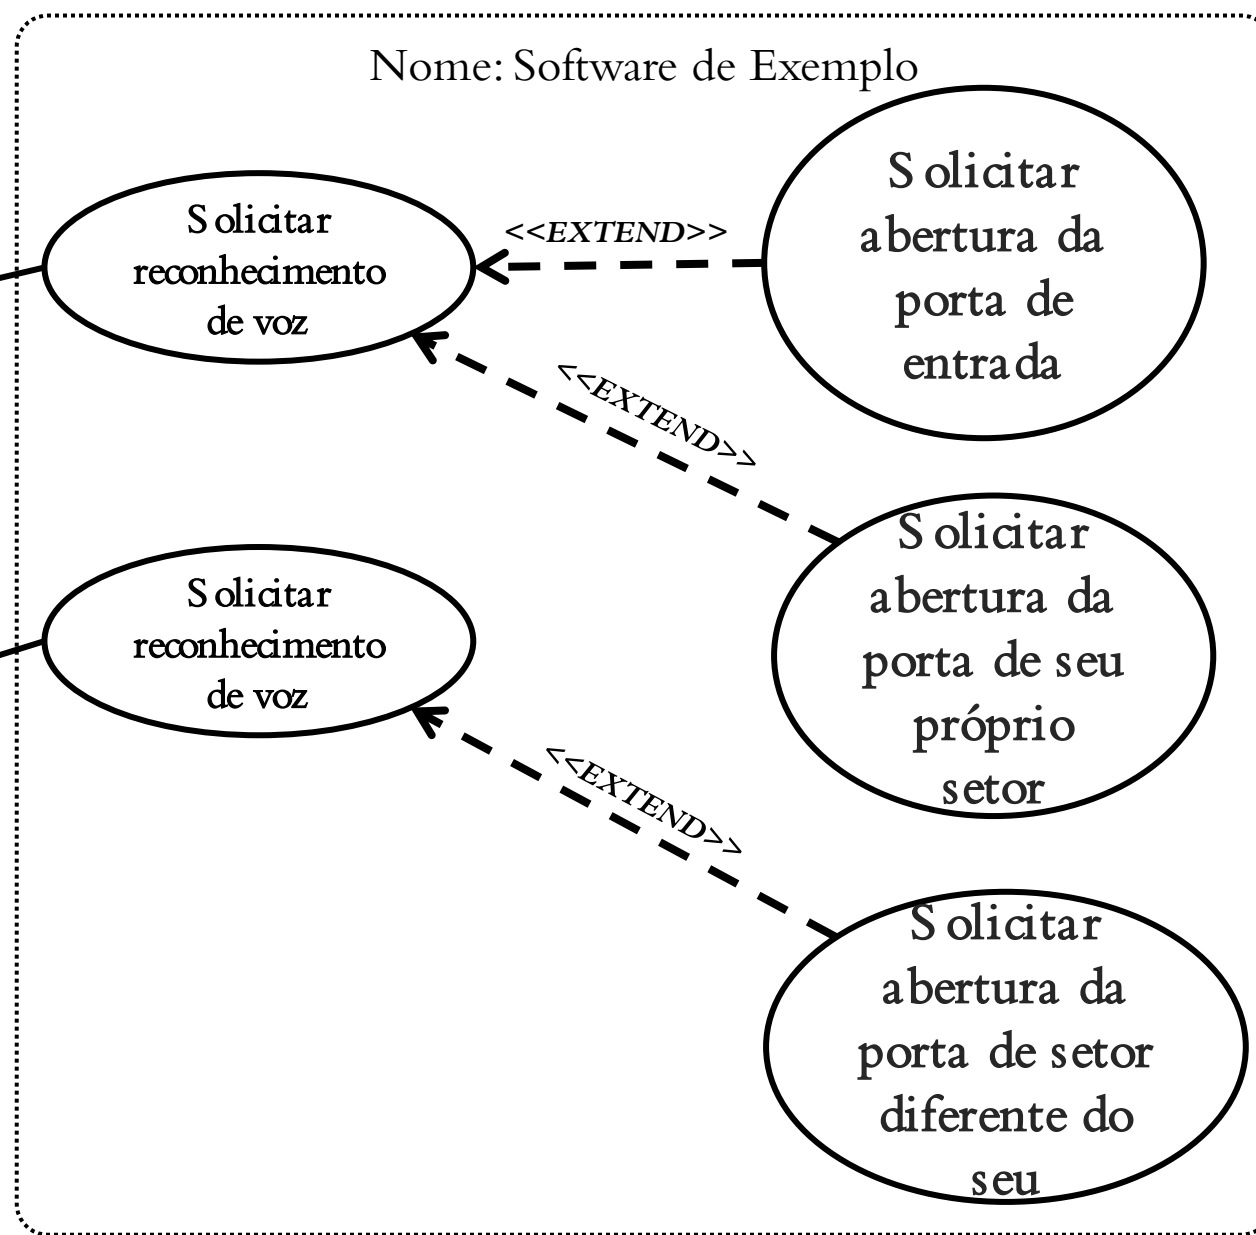 Nome: Software de Exemplo
Solicitar
reconhecimento
de voz
<<EXTEND>>
Solicitar
abertura da
porta de
entrada
<<EXTEND>>
Solicitar
abertura da
porta de seu
próprio
setor
Solicitar
reconhecimento
de voz
<<EXTEND>>
Solicitar
abertura da
porta de setor
diferente do
seu